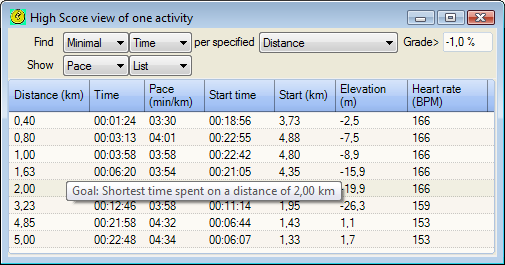 High Score view of one activity
Find Minimal Time per specified Distance Grade> -1,0 %
Show Pace List
Distance (km) Time Pace (min/km) Start time Start (km) Elevation (m) Heart rate (BPM)
0,40 00:01:24 03:30 00:18:56 3,73 -2,5 166
0,80 00:03:13 04:01 00:22:55 4,88 -7,5 166
1,00 00:03:58 03:58 00:22:42 4,80 -8,9 166
1,63 00:06:20 03:54 00:21:05 4,35 -15,9 166
2,00 -19,9 166
Goal: Shortest time spent on a distance of 2,00 km
3,23 00:12:46 03:58 00:11:14 1,95 -26,3 159
4,85 00:21:58 04:32 00:06:44 1,43 1,1 153
5,00 00:22:48 04:34 00:06:07 1,33 1,7 153